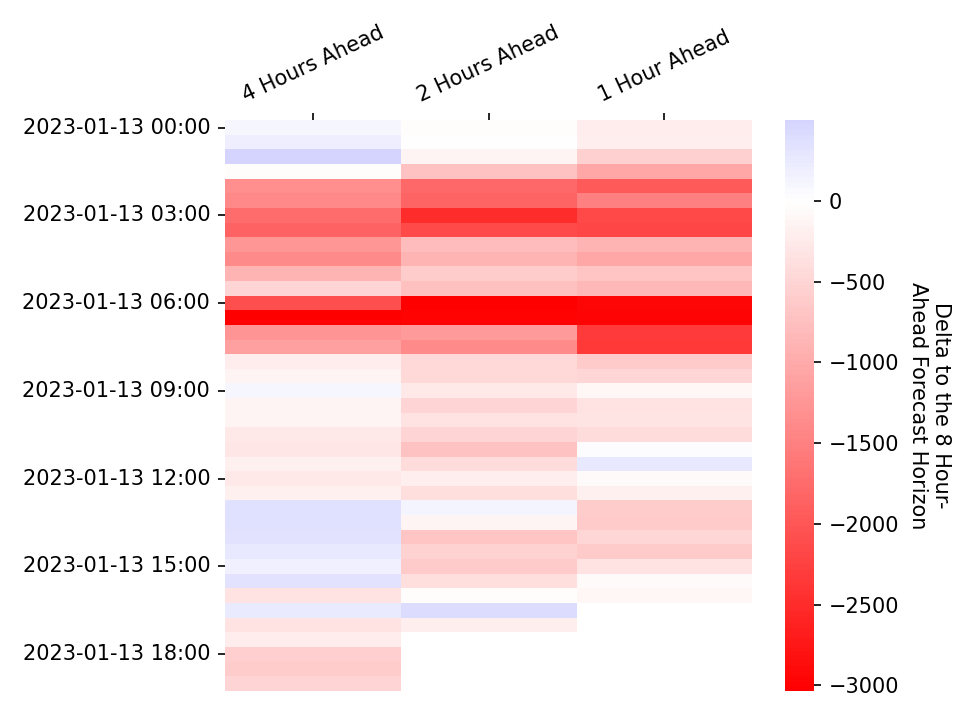 4 Hours Ahead
2 Hours Ahead
1 Hour Ahead
2023-01-13 00:00
2023-01-13 03:00
2023-01-13 06:00
2023-01-13 09:00
2023-01-13 12:00
2023-01-13 15:00
2023-01-13 18:00
0
−500
−1000
−1500
−2000
−2500
−3000
Delta to the 8 Hour-
Ahead Forecast Horizon